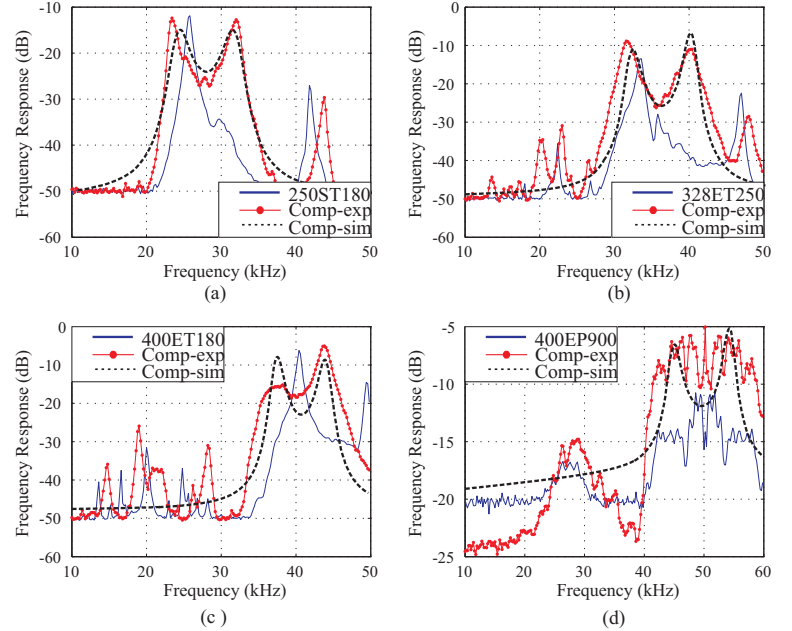 Frequency Response (dB)
-10
-20
-30
-40
-50
-60
10
20
30
40
50
250ST180
Comp-exp
Comp-sim
Frequency (kHz)
(a)
Frequency Response (dB)
0
-10
-20
-30
-40
-50
-60
10
20
30
40
50
328ET250
Comp-exp
Comp-sim
Frequency (kHz)
(b)
Frequency Response (dB)
0
-10
-20
-30
-40
-50
-60
10
20
30
40
50
400ET180
Comp-exp
Comp-sim
Frequency (kHz)
(c )
Frequency Response (dB)
-5
-10
-15
-20
-25
10
20
30
40
50
60
400EP900
Comp-exp
Comp-sim
Frequency (kHz)
(d)